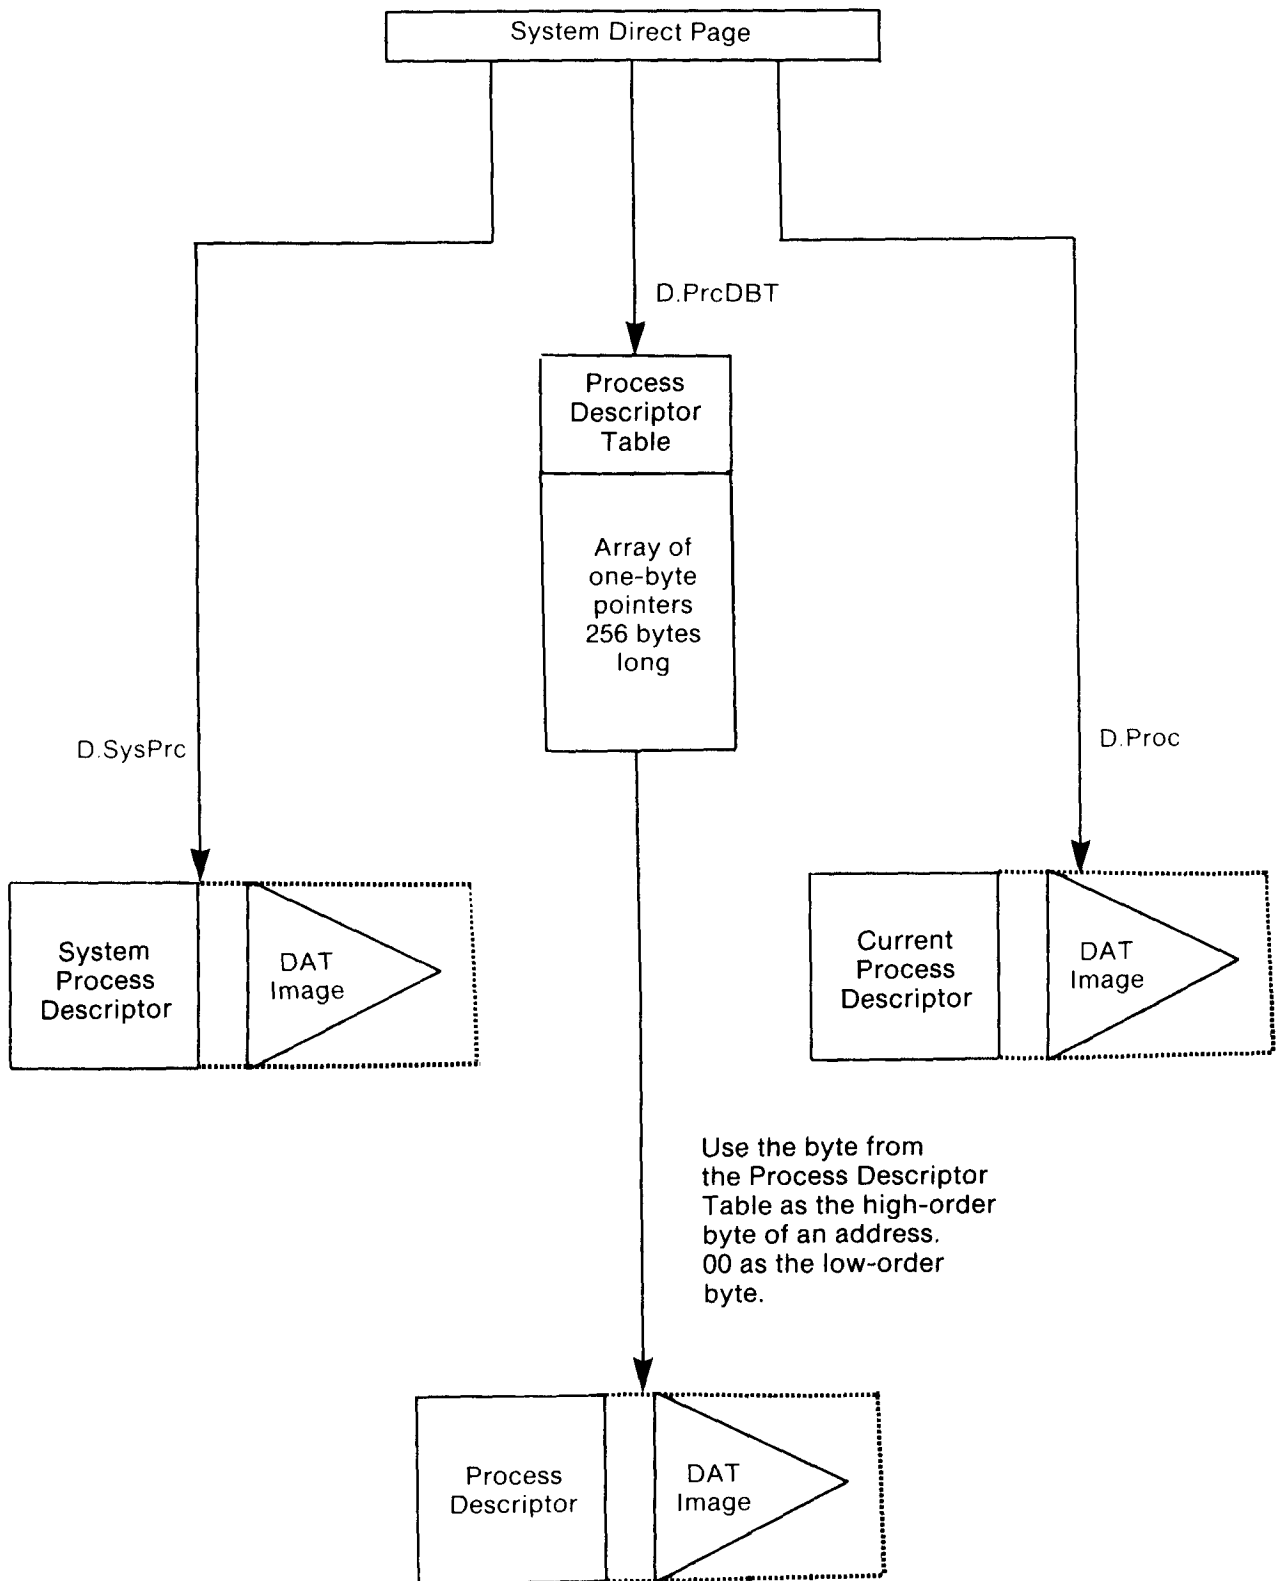 System Direct Page
D.PrcDBT
Process
Descriptor
Table
Array of
one-byte
pointers
256 bytes
long
D.SysPrc
D.Proc
System
Process
Descriptor
DAT
Image
Current
Process
Descriptor
DAT
Image
Use the byte from
the Process Descriptor
Table as the high-order
byte of an address.
00 as the low-order
byte.
Process
Descriptor
DAT
Image